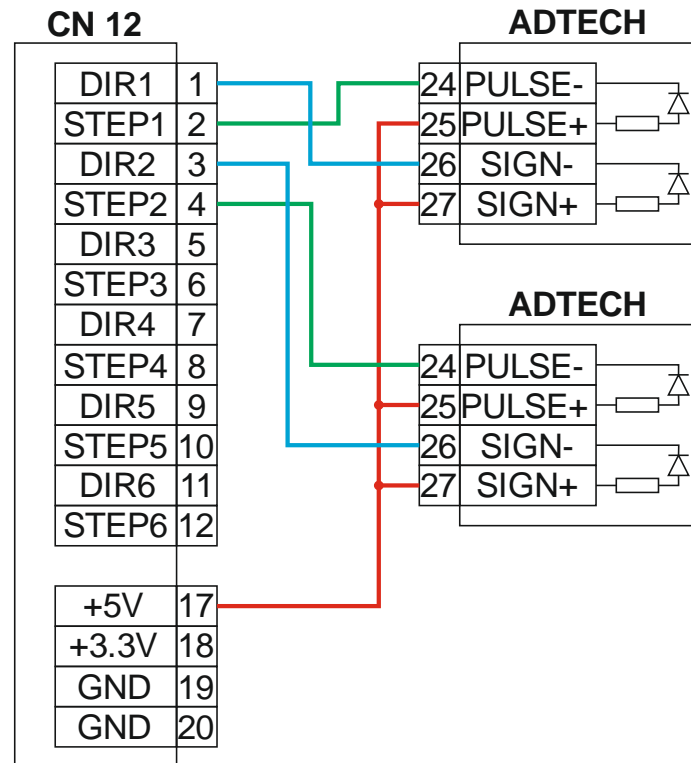 CN 12
DIR1 1
STEP1 2
DIR2 3
STEP2 4
DIR3 5
STEP3 6
DIR4 7
STEP4 8
DIR5 9
STEP5 10
DIR6 11
STEP6 12
+5V 17
+3.3V 18
GND 19
GND 20
ADTECH
24 PULSE-
25 PULSE+
26 SIGN-
27 SIGN+
ADTECH
24 PULSE-
25 PULSE+
26 SIGN-
27 SIGN+